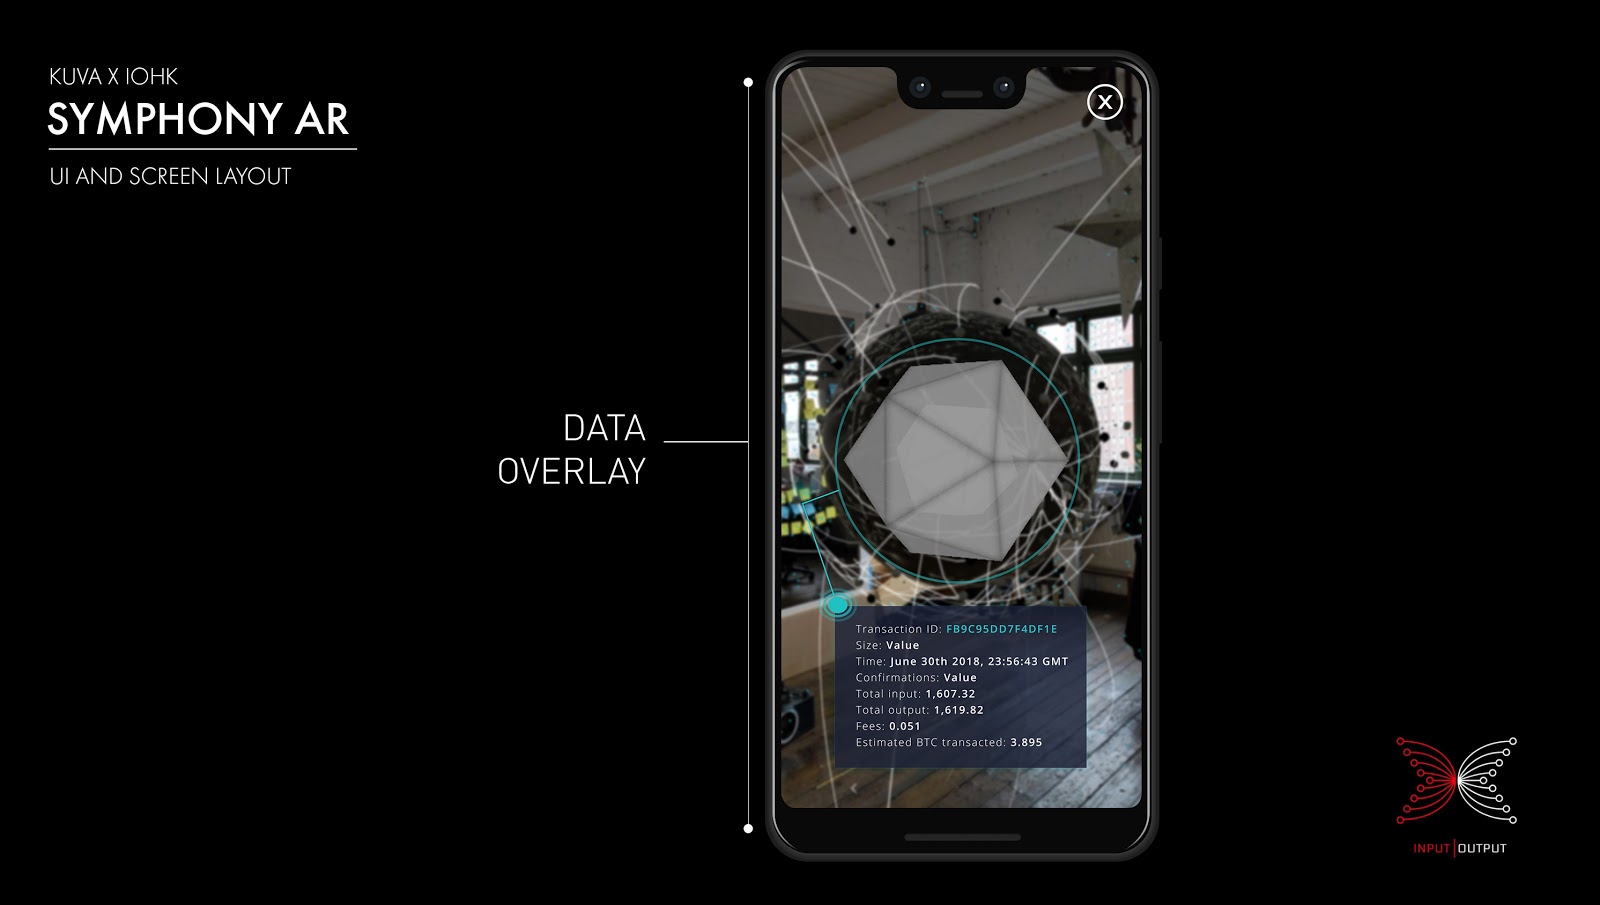 KUVA X IOHK
SYMPHONY AR
UI AND SCREEN LAYOUT
DATA
OVERLAY
X
Transaction ID: FB9C95DD7F4DF1E
Size: Value
Time: June 30th 2018, 23:56:43 GMT
Confirmations: Value
Total input: 1,607.32
Total output: 1,619.82
Fees: 0.051
Estimated BTC transacted: 3.895
INPUT|OUTPUT